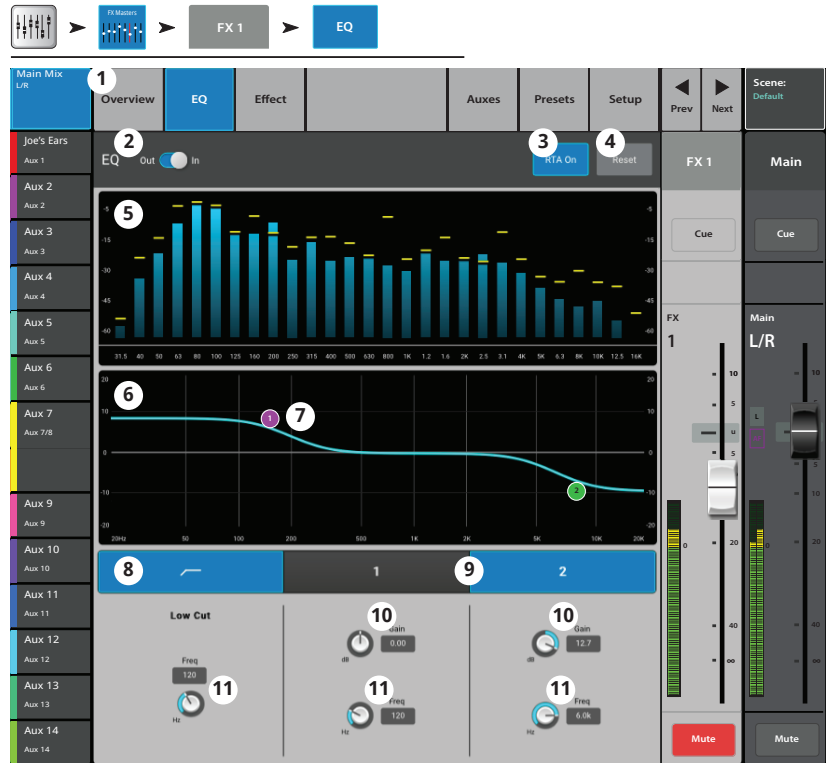 FX Masters
FX 1
EQ
Main Mix
L/R
1
Overview
EQ
Effect
Auxes
Presets
Setup
Prev
Next
Scene:
Default
Joe's Ears
Aux 1
Aux 2
Aux 2
Aux 3
Aux 3
Aux 4
Aux 4
Aux 5
Aux 5
Aux 6
Aux 6
Aux 7
Aux 7/8
Aux 9
Aux 9
Aux 10
Aux 10
Aux 11
Aux 11
Aux 12
Aux 12
Aux 13
Aux 13
Aux 14
Aux 14
2
EQ Out In
3
RTA On
4
Reset
5
-5 -5
-15 -15
-30 -30
-45 -45
-60 -60
31.5 40 50 63 80 100 125 160 200 250 315 400 500 630 800 1K 1.2 1.6 2K 2.5 3.1 4K 5K 6.3 8K 10K 12.5 16K
6
20 20
10 10
1
7
0 0
-10 -10
2
-20 -20
20Hz 50 100 200 500 1K 2K 5K 10K 20K
8
1
9
2
Low Cut
Freq
120
Hz
11
10
Gain
0.00
dB
11
Freq
120
Hz
10
Gain
12.7
dB
11
Freq
6.0k
Hz
FX 1
Cue
FX
1
10
5
u
5
0
20
40
∞
Mute
Main
Cue
Main
L/R
10
5
L
u
5
10
0
20
40
∞
Mute